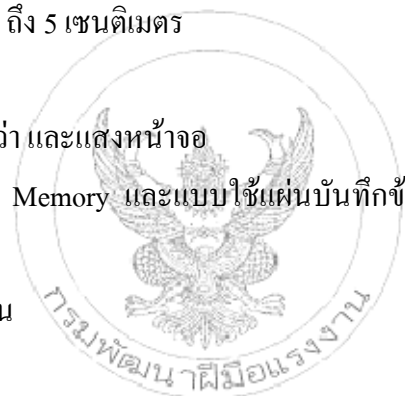 ถึง 5 เซนติเมตร
ว่า และแสงหน้าจอ
Memory และแบบใช้แผ่นบันทึกข้
น
กรมพัฒนาฝีมือแรงงาน